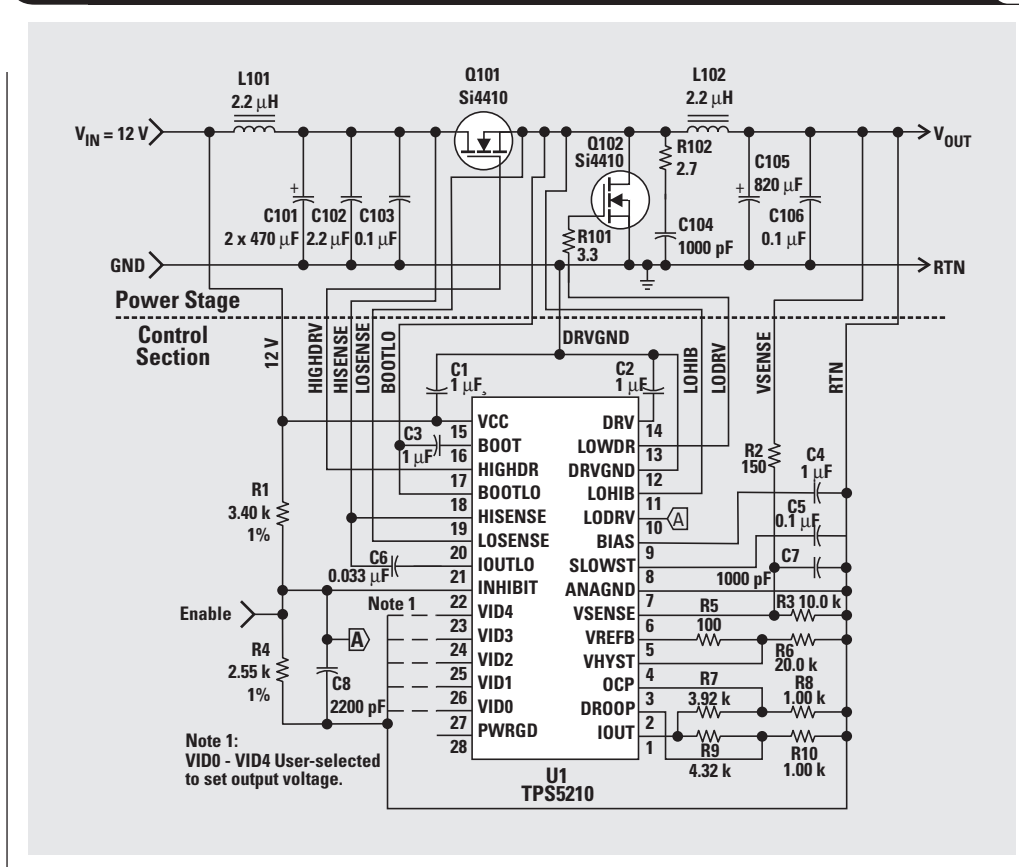 L101
2.2 µH
Q101
Si4410
L102
2.2 µH
VIN = 12 V
VOUT
Q102
Si4410
R102
2.7
C105
820 µF
+
+
C101
2 x 470 µF
C102
2.2 µF
C103
0.1 µF
R101
3.3
C104
1000 pF
C106
0.1 µF
GND
RTN
Power Stage
Control
Section
12 V
HIGHDRV
HISENSE
LOSENSE
BOOTLO
DRVGND
LOHIB
LODRV
VSENSE
RTN
C1
1 µF
C2
1 µF
C3
1 µF
R2
150
C4
1 µF
C5
0.1 µF
C7
1000 pF
R1
3.40 k
1%
C6
0.033 µF
Enable
R4
2.55 k
1%
A
C8
2200 pF
Note 1
VCC
15
BOOT
16
HIGHDR
17
BOOTLO
18
HISENSE
19
LOSENSE
20
IOUTLO
21
INHIBIT
22
VID4
23
VID3
24
VID2
25
VID1
26
VID0
27
PWRGD
28
DRV
14
LOWDR
13
DRVGND
12
LOHIB
11
LODRV
10
A
BIAS
9
SLOWST
8
ANAGND
7
VSENSE
6
VREFB
5
VHYST
4
OCP
3
DROOP
2
IOUT
1
R5
100
R3 10.0 k
R6
20.0 k
R7
3.92 k
R8
1.00 k
R9
4.32 k
R10
1.00 k
Note 1:
VID0 - VID4 User-selected
to set output voltage.
U1
TPS5210